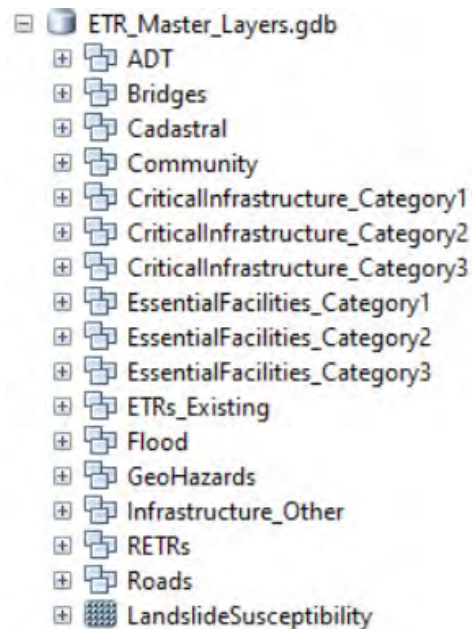 ETR_Master_Layers.gdb
ADT
Bridges
Cadastral
Community
CriticalInfrastructure_Category1
CriticalInfrastructure_Category2
CriticalInfrastructure_Category3
EssentialFacilities_Category1
EssentialFacilities_Category2
EssentialFacilities_Category3
ETRs_Existing
Flood
GeoHazards
Infrastructure_Other
RETRs
Roads
LandslideSusceptibility